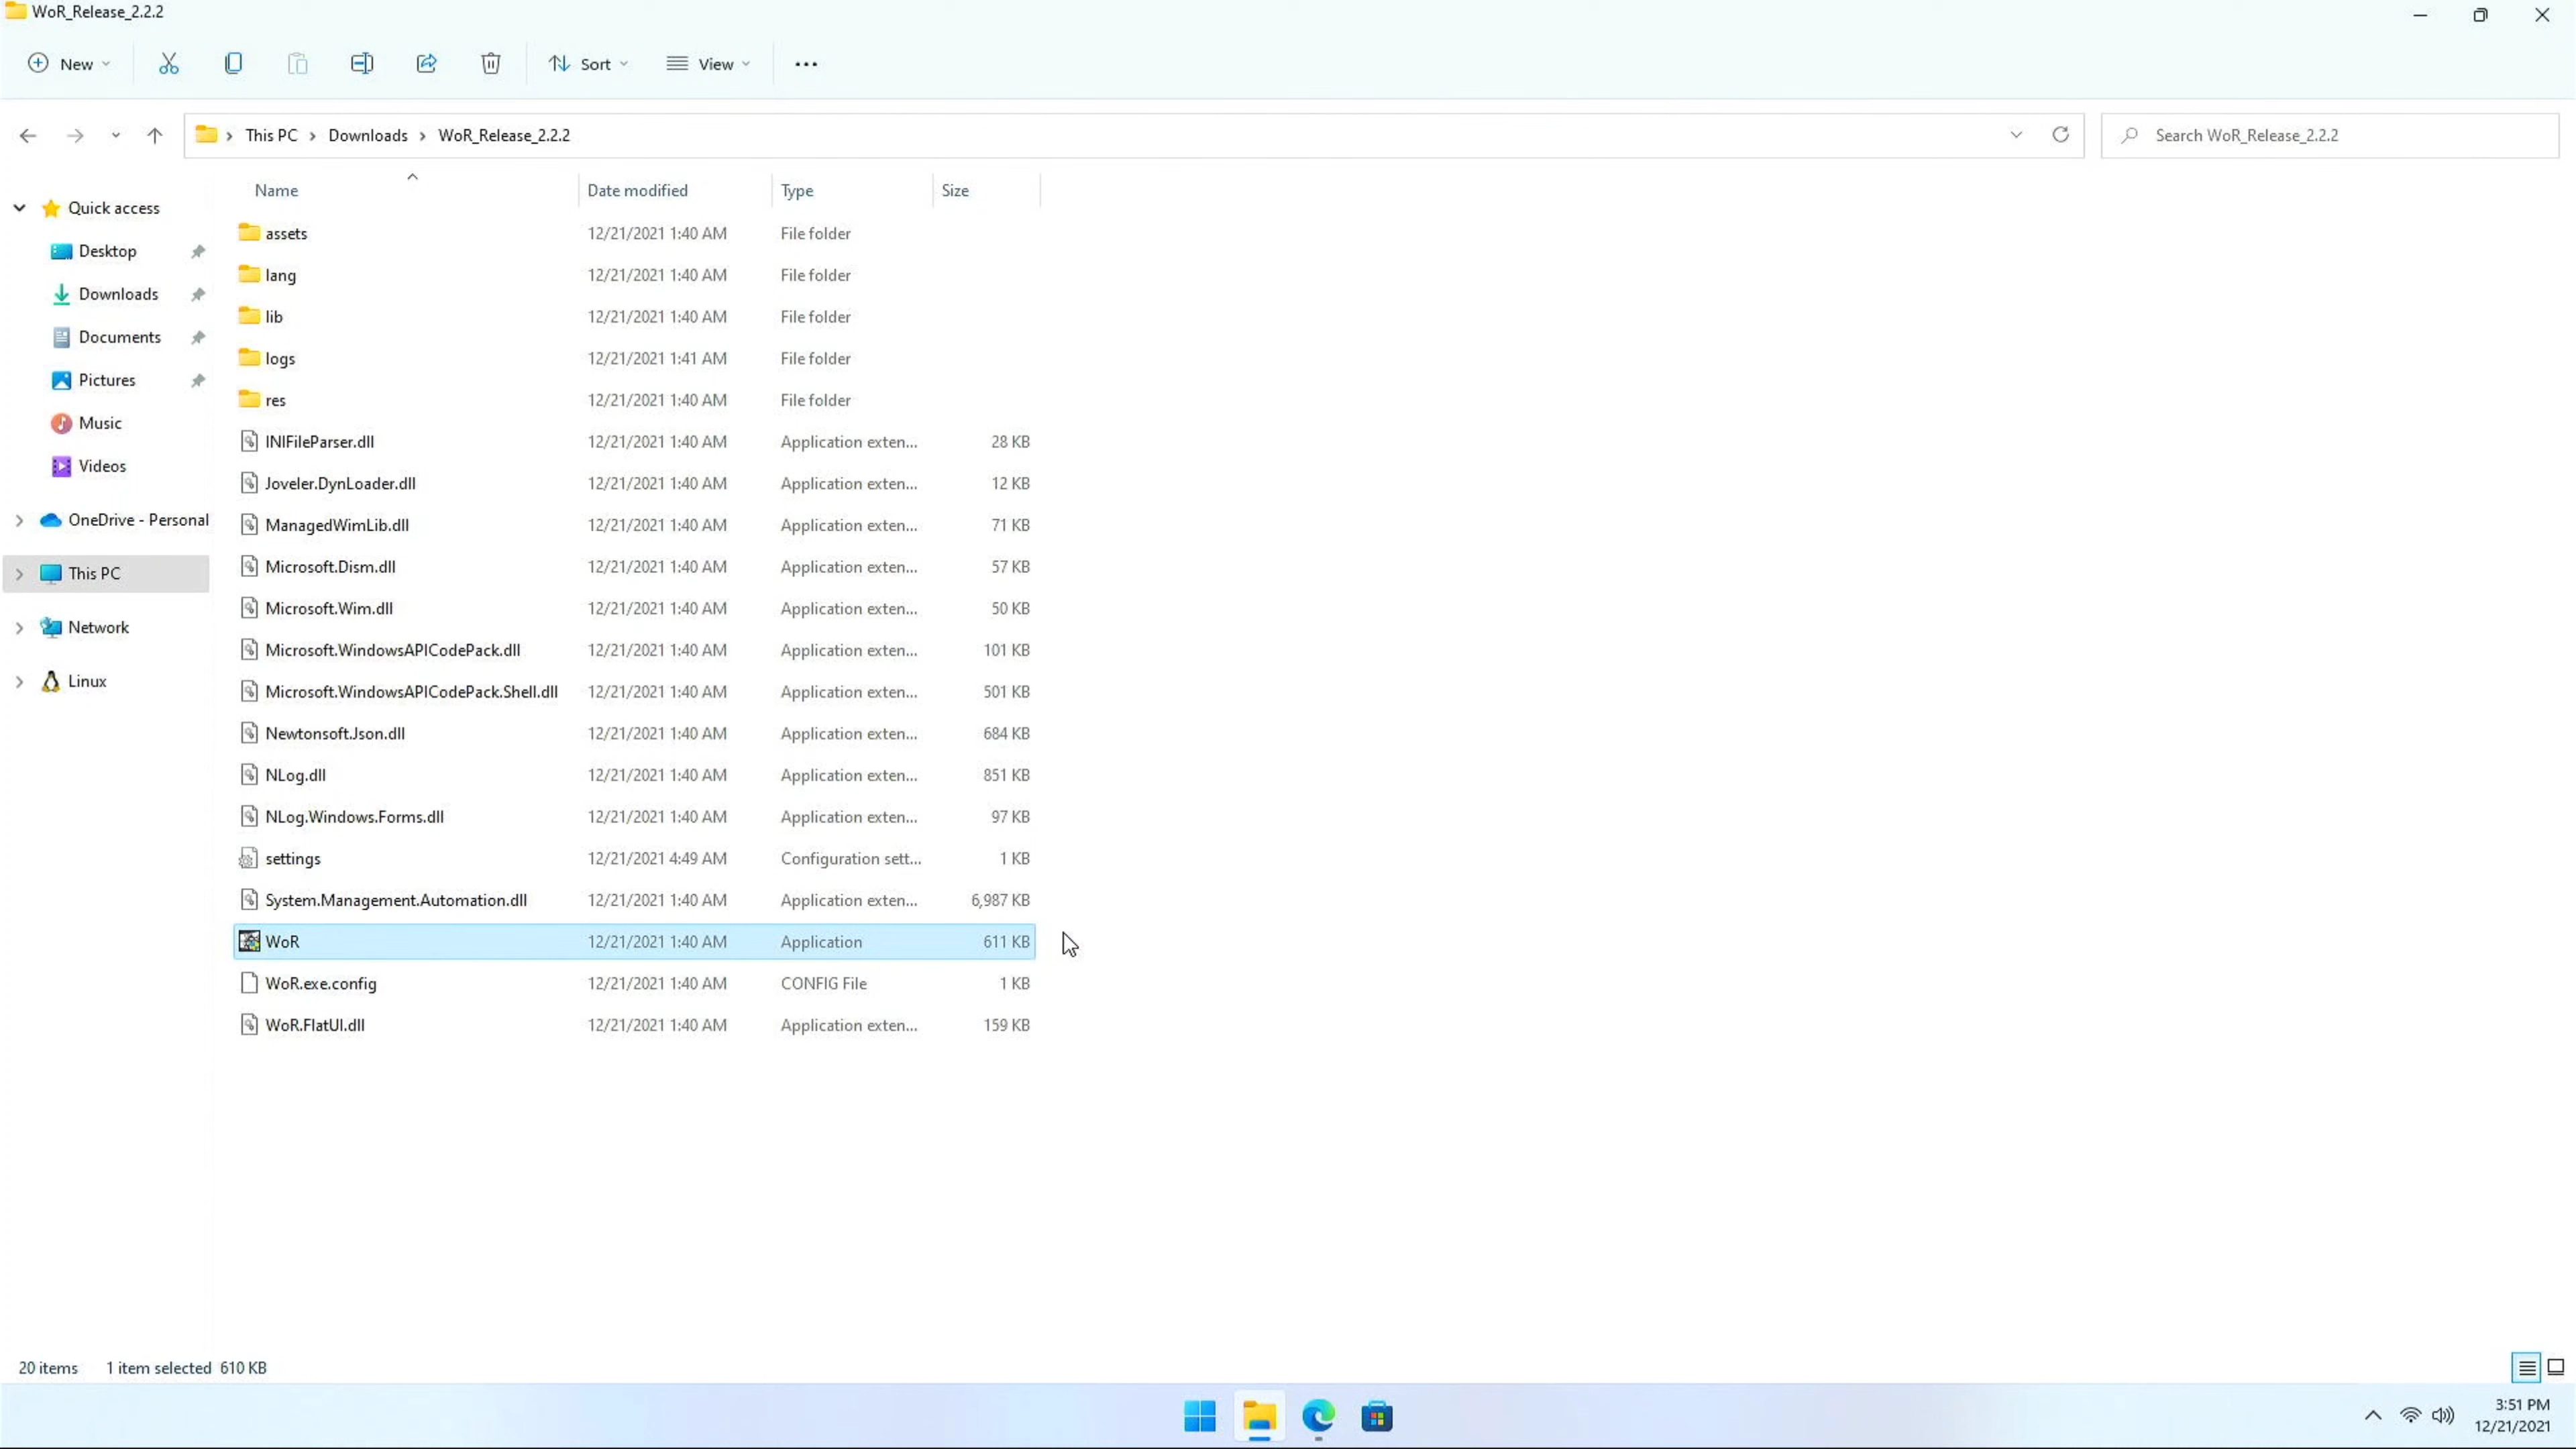 WoR_Release_2.2.2
New
Sort
View
This PC > Downloads > WoR_Release_2.2.2
Search WoR_Release_2.2.2
Name Date modified Type Size
Quick access
Desktop
Downloads
Documents
Pictures
Music
Videos
OneDrive - Personal
This PC
Network
Linux
assets 12/21/2021 1:40 AM File folder
lang 12/21/2021 1:40 AM File folder
lib 12/21/2021 1:40 AM File folder
logs 12/21/2021 1:41 AM File folder
res 12/21/2021 1:40 AM File folder
INIFileParser.dll 12/21/2021 1:40 AM Application exten... 28 KB
Joveler.DynLoader.dll 12/21/2021 1:40 AM Application exten... 12 KB
ManagedWimLib.dll 12/21/2021 1:40 AM Application exten... 71 KB
Microsoft.Dism.dll 12/21/2021 1:40 AM Application exten... 57 KB
Microsoft.Wim.dll 12/21/2021 1:40 AM Application exten... 50 KB
Microsoft.WindowsAPICodePack.dll 12/21/2021 1:40 AM Application exten... 101 KB
Microsoft.WindowsAPICodePack.Shell.dll 12/21/2021 1:40 AM Application exten... 501 KB
Newtonsoft.Json.dll 12/21/2021 1:40 AM Application exten... 684 KB
NLog.dll 12/21/2021 1:40 AM Application exten... 851 KB
NLog.Windows.Forms.dll 12/21/2021 1:40 AM Application exten... 97 KB
settings 12/21/2021 4:49 AM Configuration sett... 1 KB
System.Management.Automation.dll 12/21/2021 1:40 AM Application exten... 6,987 KB
WoR 12/21/2021 1:40 AM Application 611 KB
WoR.exe.config 12/21/2021 1:40 AM CONFIG File 1 KB
WoR.FlatUI.dll 12/21/2021 1:40 AM Application exten... 159 KB
20 items 1 item selected 610 KB
3:51 PM
12/21/2021